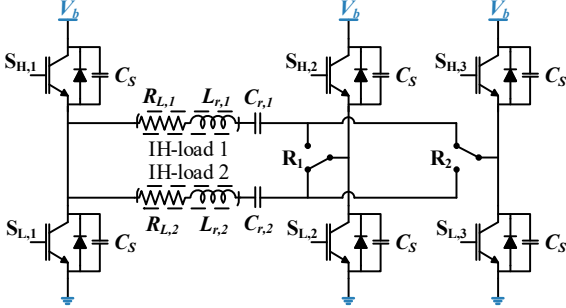 V_b V_b V_b
S_H,1 C_S S_H,2 C_S S_H,3 C_S
R_L,1 L_r,1 C_r,1
IH-load 1
R_1 R_2
IH-load 2
R_L,2 L_r,2 C_r,2
S_L,1 C_S S_L,2 C_S S_L,3 C_S